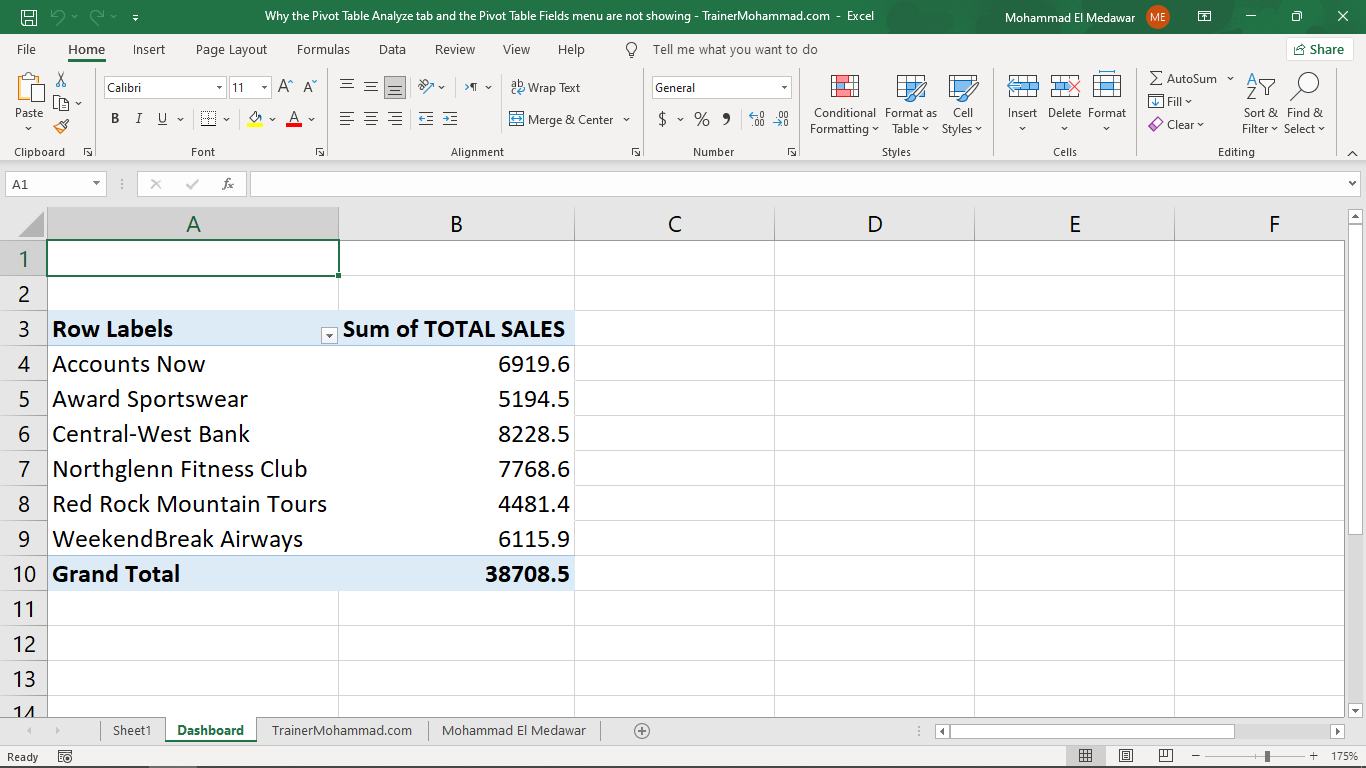 Why the Pivot Table Analyze tab and the Pivot Table Fields menu are not showing - TrainerMohammad.com - Excel
Mohammad El Medawar ME
File Home Insert Page Layout Formulas Data Review View Help Tell me what you want to do Share
Paste
Clipboard
Calibri 11
B I U A
Font
ab Wrap Text
Merge & Center
Alignment
General
$ % 9 .00
Number
Conditional Formatting
Format as Table
Cell Styles
Styles
Insert Delete Format
Cells
AutoSum
Fill
Clear
Sort & Filter
Find & Select
Editing
A1 fx
A B C D E F
1
2
3 Row Labels Sum of TOTAL SALES
4 Accounts Now 6919.6
5 Award Sportswear 5194.5
6 Central-West Bank 8228.5
7 Northglenn Fitness Club 7768.6
8 Red Rock Mountain Tours 4481.4
9 WeekendBreak Airways 6115.9
10 Grand Total 38708.5
11
12
13
14
Sheet1 Dashboard TrainerMohammad.com Mohammad El Medawar
Ready 175%